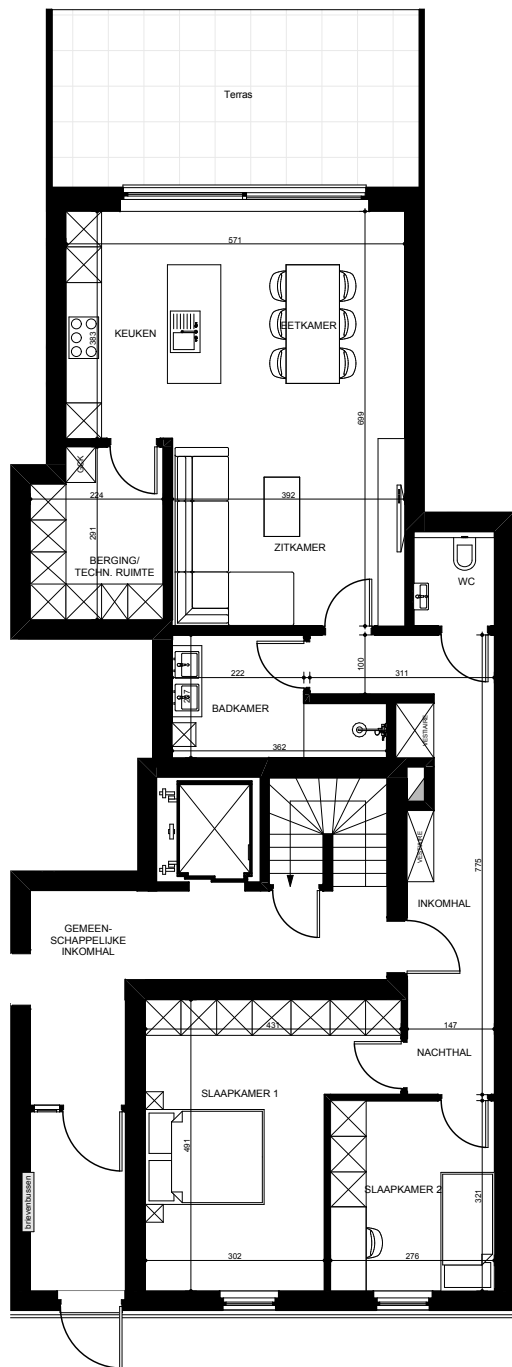 Terras
571
KEUKEN
EETKAMER
383
699
GCK
224
392
291
BERGING/
TECHN. RUIMTE
ZITKAMER
WC
222
100
311
BADKAMER
362
VESTIAIRE
VESTIAIRE
775
INKOMHAL
GEMEEN-
SCHAPPELIJKE
INKOMHAL
431
147
NACHTHAL
SLAAPKAMER 1
491
SLAAPKAMER 2
321
brievenbussen
302
276